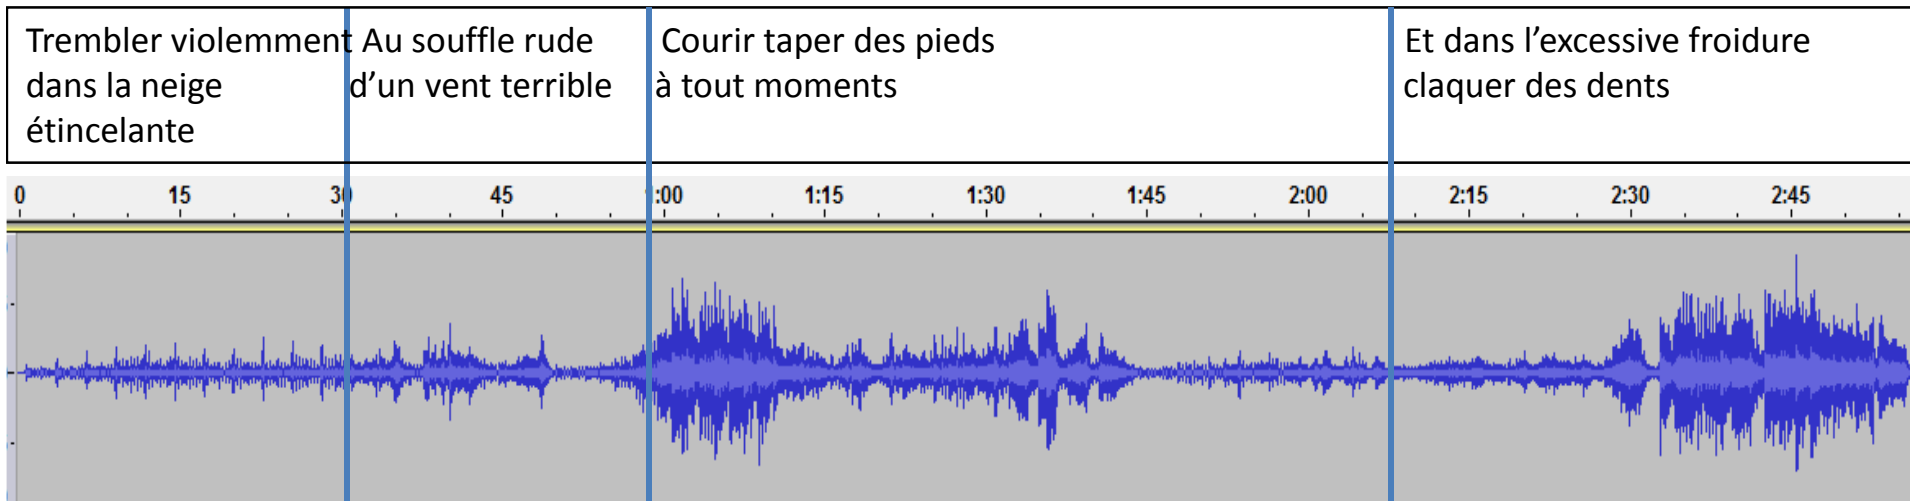 Trembler violemment
dans la neige
étincelante
Au souffle rude
d’un vent terrible
Courir taper des pieds
à tout moments
Et dans l’excessive froidure
claquer des dents
0 15 30 45 1:00 1:15 1:30 1:45 2:00 2:15 2:30 2:45